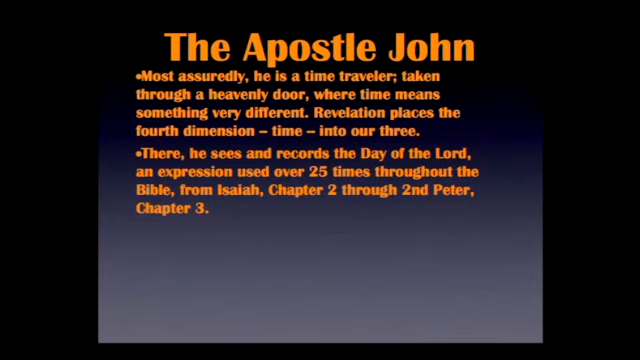 The Apostle John
•Most assuredly, he is a time traveler; taken
through a heavenly door, where time means
something very different. Revelation places the
fourth dimension – time – into our three.
•There, he sees and records the Day of the Lord,
an expression used over 25 times throughout the
Bible, from Isaiah, Chapter 2 through 2nd Peter,
Chapter 3.